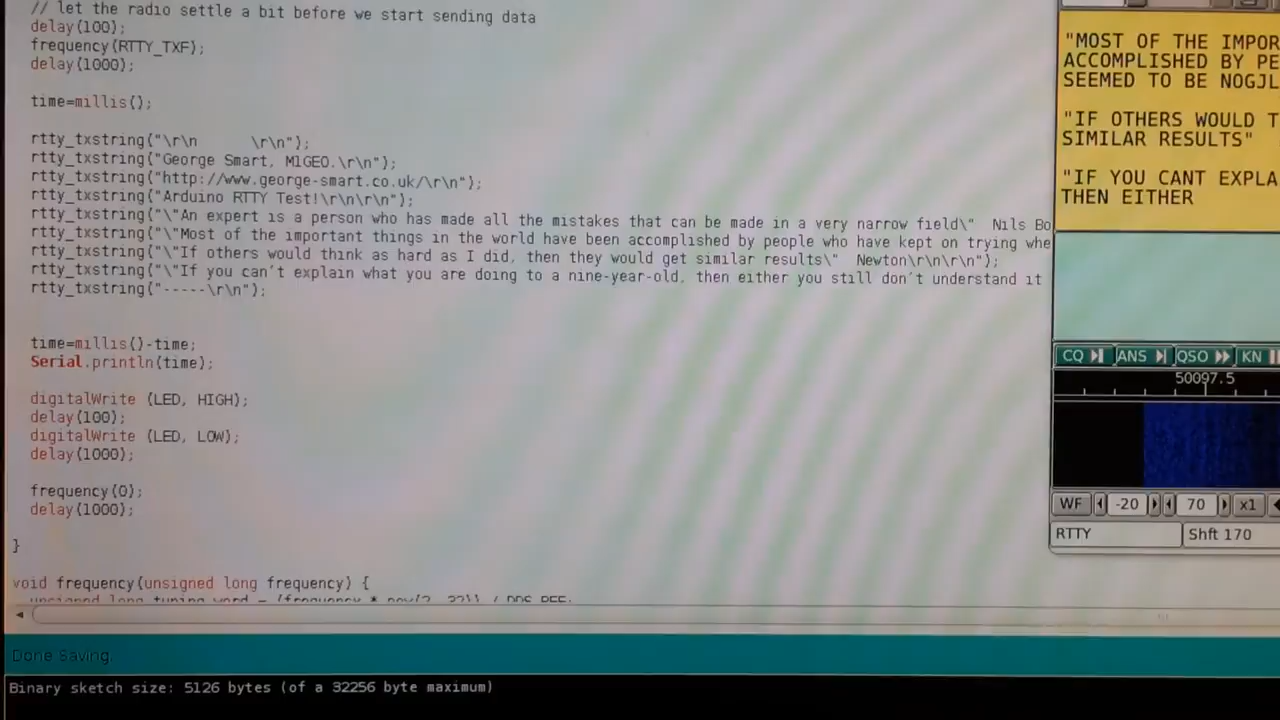 // let the radio settle a bit before we start sending data
delay(100);
frequency(RTTY_TXF);
delay(1000);
time=millis();
rtty_txstring("\r\n      \r\n");
rtty_txstring("George Smart, M1GEO.\r\n");
rtty_txstring("http://www.george-smart.co.uk/\r\n");
rtty_txstring("Arduino RTTY Test!\r\n\r\n");
rtty_txstring("\"An expert is a person who has made all the mistakes that can be made in a very narrow field\"  Nils Bo
rtty_txstring("\"Most of the important things in the world have been accomplished by people who have kept on trying whe
rtty_txstring("\"If others would think as hard as I did, then they would get similar results\"  Newton\r\n\r\n");
rtty_txstring("\"If you can't explain what you are doing to a nine-year-old, then either you still don't understand it
rtty_txstring("-----\r\n");
time=millis()-time;
Serial.println(time);
digitalWrite (LED, HIGH);
delay(100);
digitalWrite (LED, LOW);
delay(1000);
frequency(0);
delay(1000);
}
void frequency(unsigned long frequency) {
Done Saving.
Binary sketch size: 5126 bytes (of a 32256 byte maximum)
"MOST OF THE IMPOR
ACCOMPLISHED BY PE
SEEMED TO BE NOGJL
"IF OTHERS WOULD T
SIMILAR RESULTS"
"IF YOU CANT EXPLA
THEN EITHER
CQ ANS QSO KN
50097.5
WF -20 70 x1
RTTY Shft 170